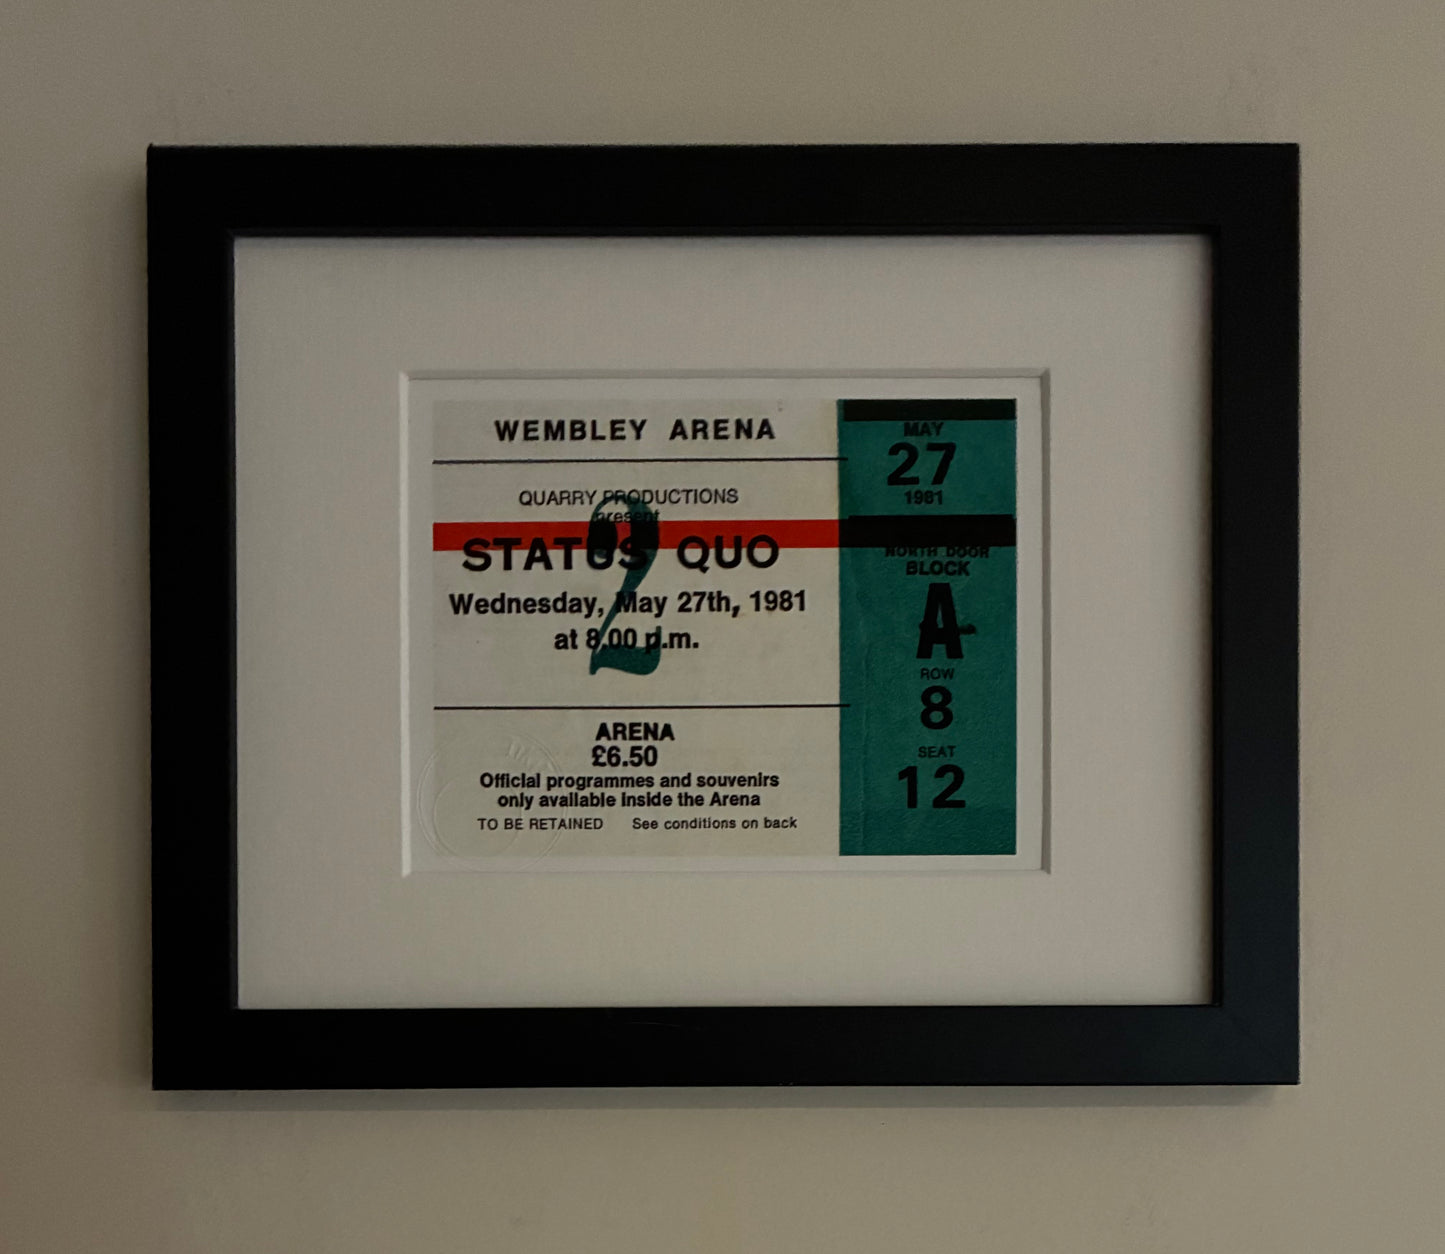 WEMBLEY ARENA
QUARRY PRODUCTIONS
present
STATUS QUO
Wednesday, May 27th, 1981
at 8.00 p.m.
2
ARENA
£6.50
Official programmes and souvenirs
only available inside the Arena
TO BE RETAINED See conditions on back
MAY
27
1981
NORTH DOOR
BLOCK
A
ROW
8
SEAT
12